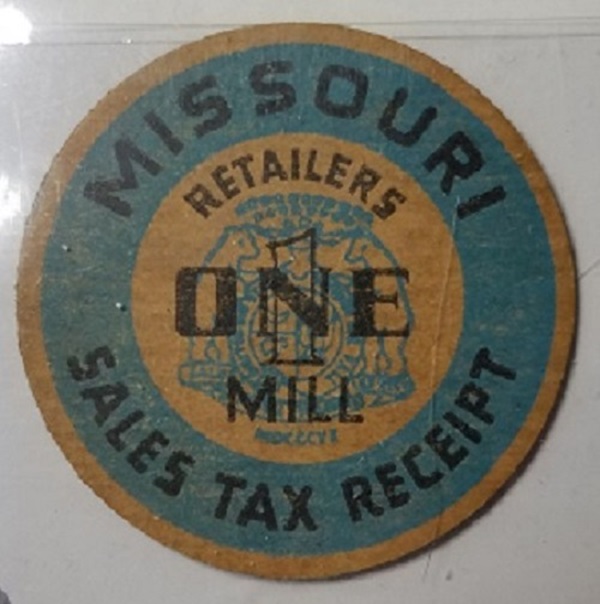 MISSOURI
RETAILERS
1
ONE
MILL
SALES TAX RECEIPT